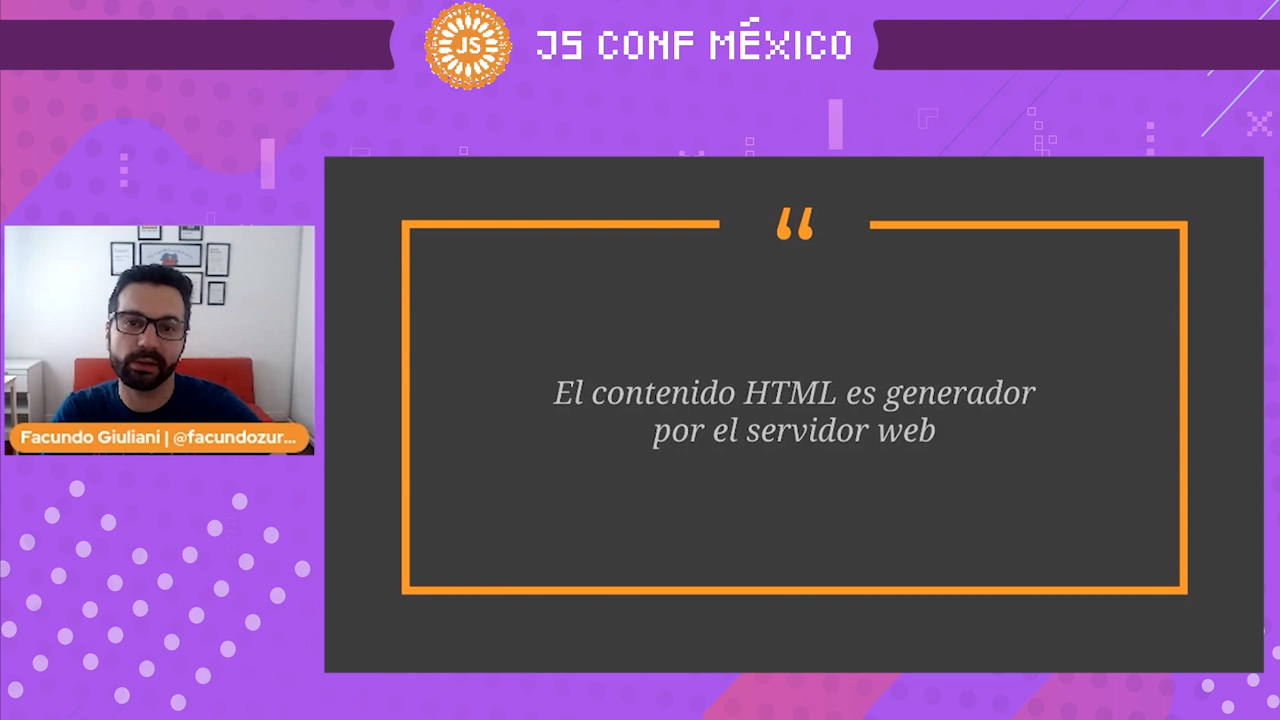 JS
JS CONF MÉXICO
“
El contenido HTML es generador
por el servidor web
Facundo Giuliani | @facundozur...